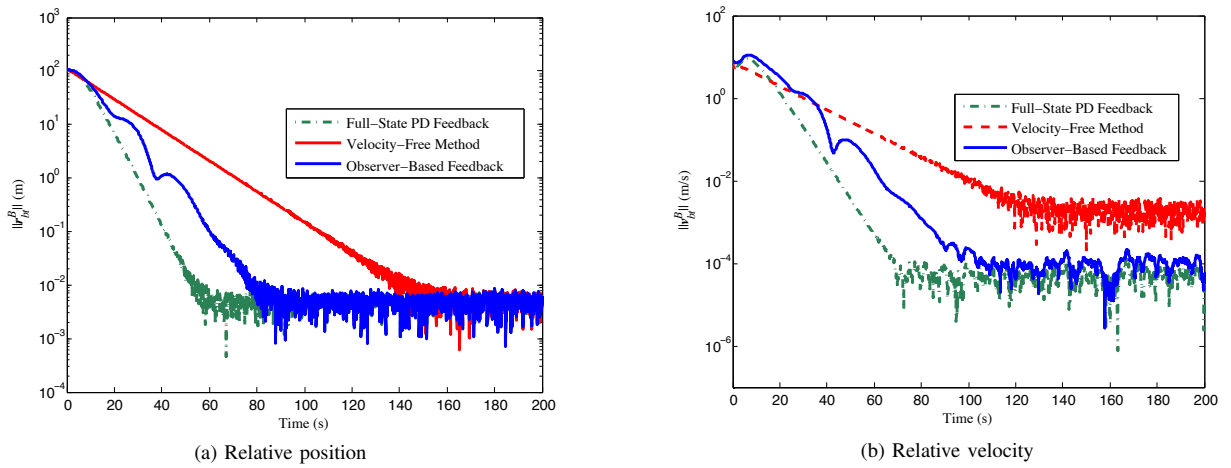 10^3
10^2
10^1
10^0
10^-1
10^-2
10^-3
10^-4
||r^B_bt|| (m)
Full-State PD Feedback
Velocity-Free Method
Observer-Based Feedback
0 20 40 60 80 100 120 140 160 180 200
Time (s)
(a) Relative position
10^2
10^0
10^-2
10^-4
10^-6
(m/s)
Full-State PD Feedback
Velocity-Free Method
Observer-Based Feedback
0 20 40 60 80 100 120 140 160 180 200
Time (s)
(b) Relative velocity